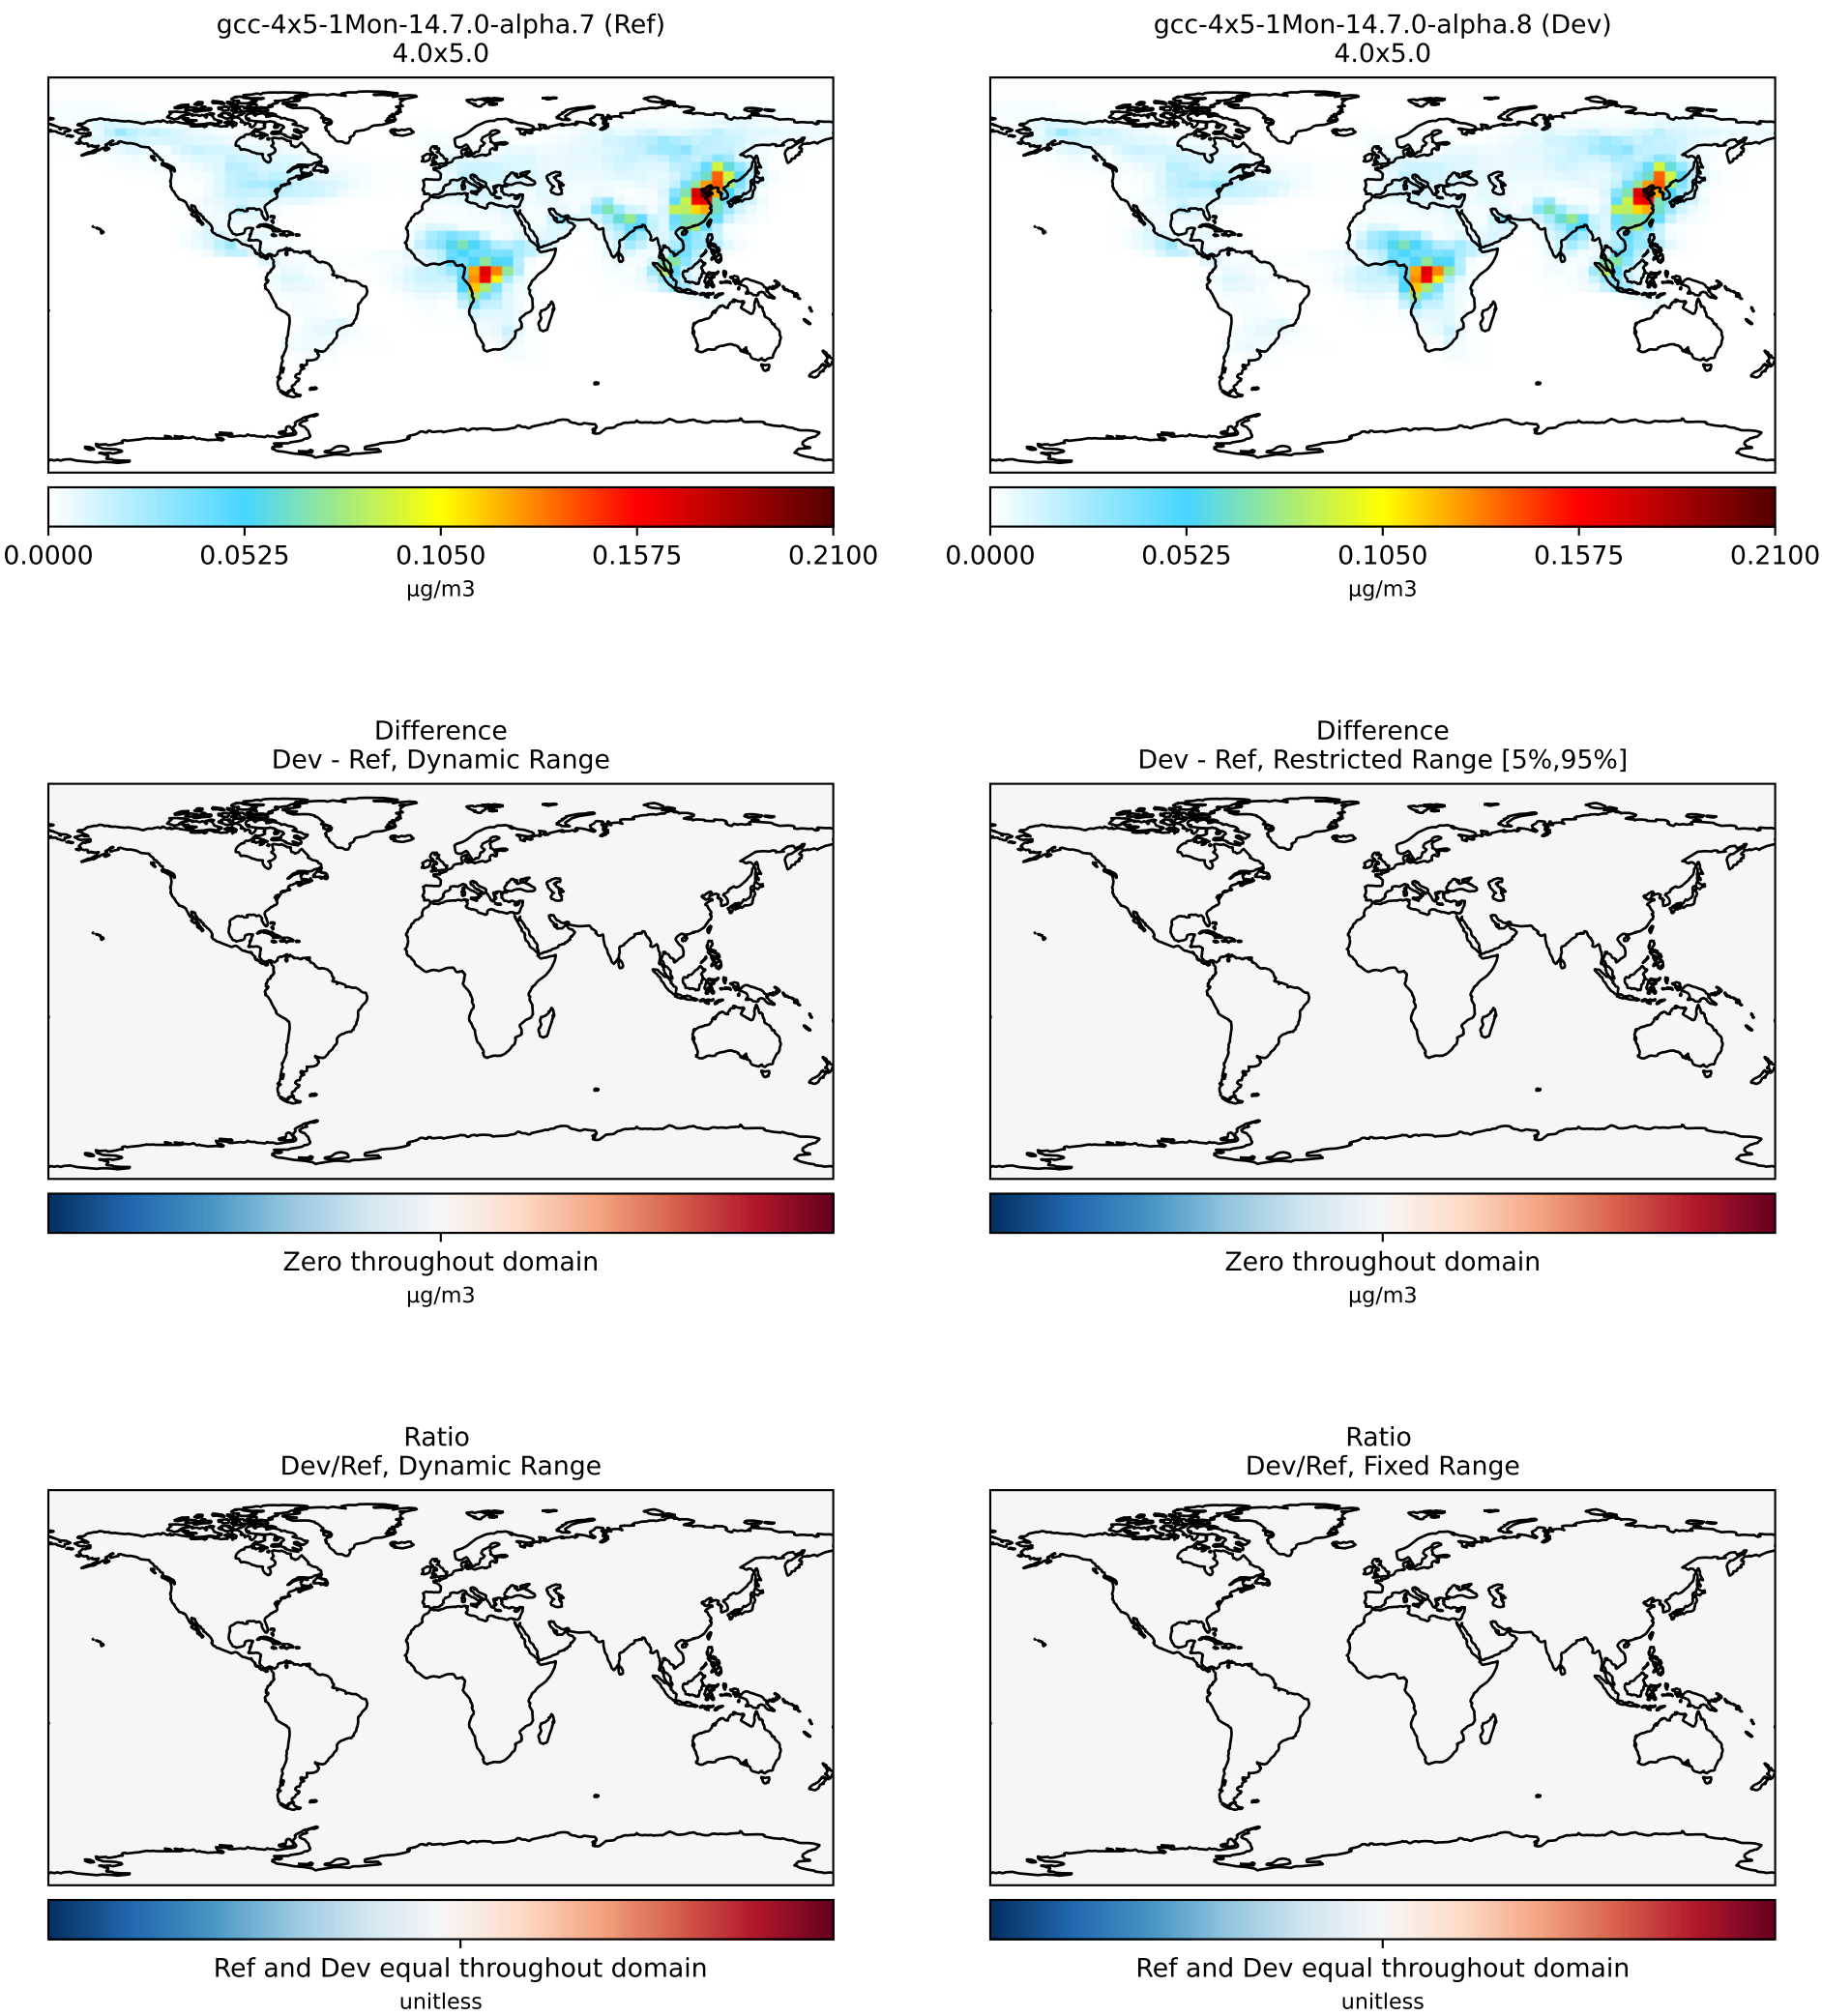 gcc-4x5-1Mon-14.7.0-alpha.7 (Ref)
4.0x5.0
gcc-4x5-1Mon-14.7.0-alpha.8 (Dev)
4.0x5.0
0.0000 0.0525 0.1050 0.1575 0.2100
µg/m3
0.0000 0.0525 0.1050 0.1575 0.2100
µg/m3
Difference
Dev - Ref, Dynamic Range
Difference
Dev - Ref, Restricted Range [5%,95%]
Zero throughout domain
µg/m3
Zero throughout domain
µg/m3
Ratio
Dev/Ref, Dynamic Range
Ratio
Dev/Ref, Fixed Range
Ref and Dev equal throughout domain
unitless
Ref and Dev equal throughout domain
unitless